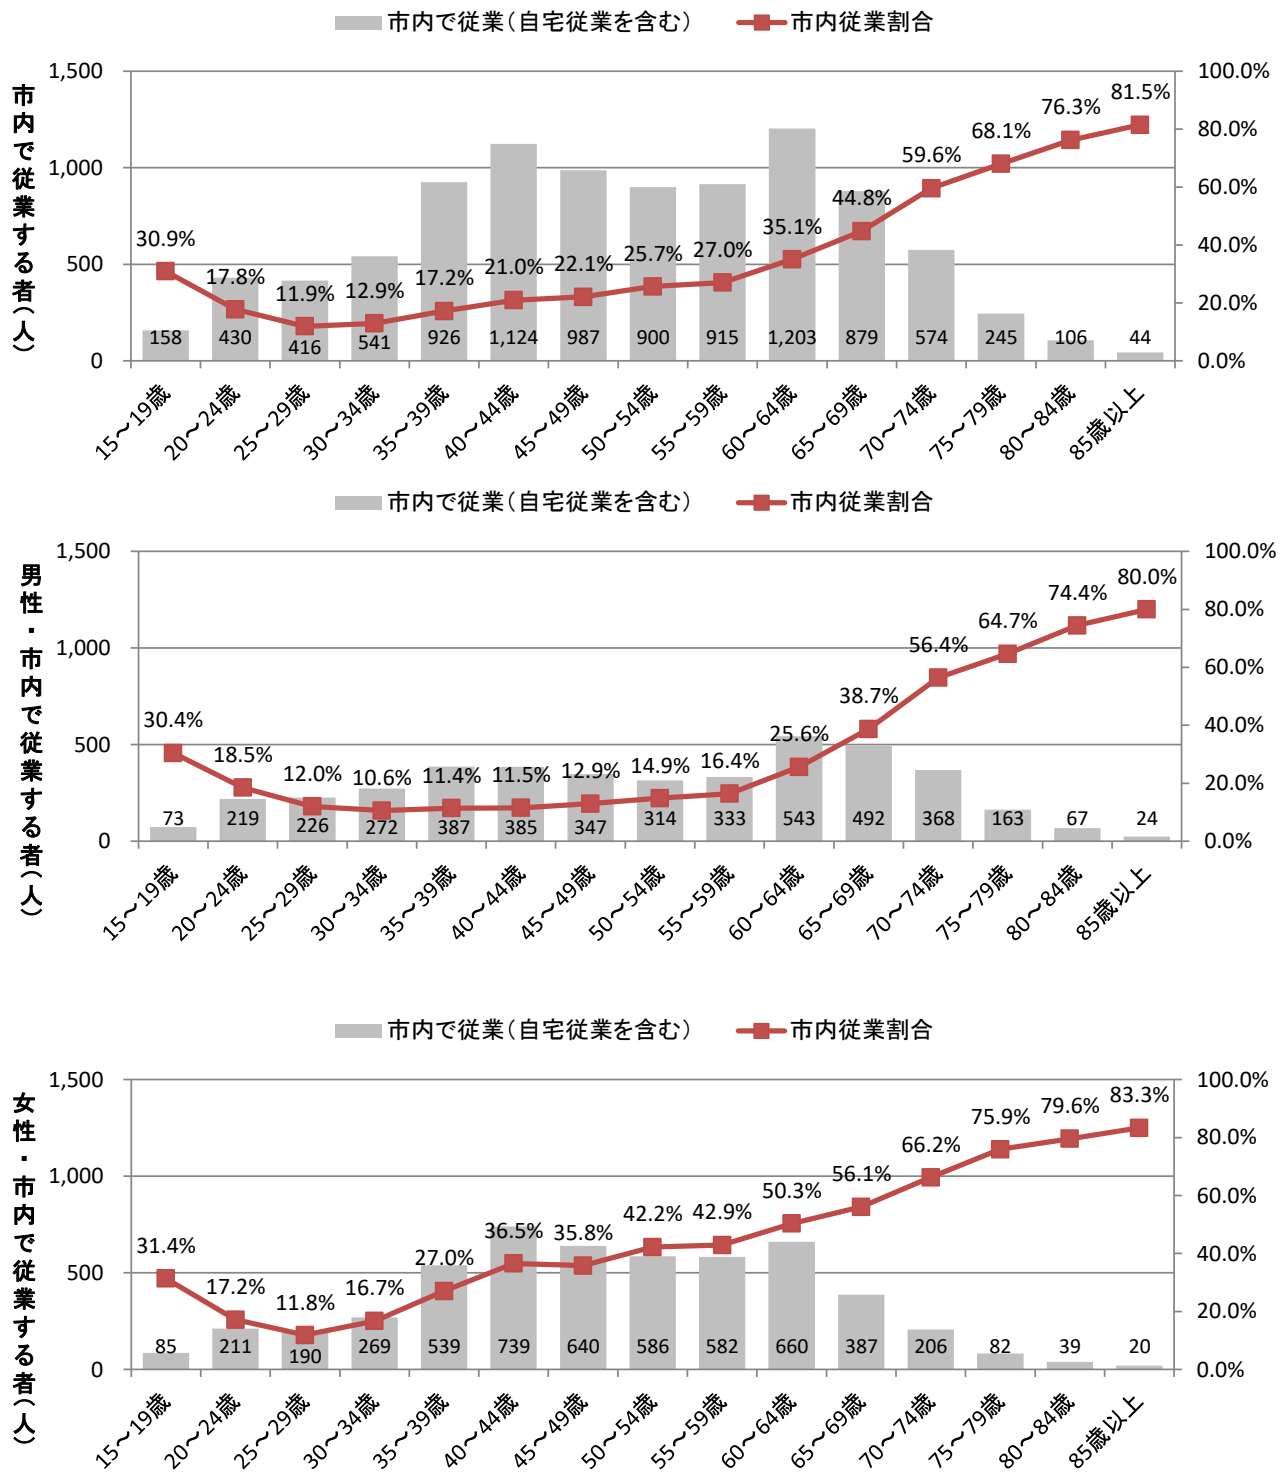 市内で従業(自宅従業を含む) 市内従業割合
市内で従業する者(人)
1,500 100.0%
1,000 80.0%
500 60.0%
0 40.0%
20.0%
0.0%
30.9% 17.8% 11.9% 12.9% 17.2% 21.0% 22.1% 25.7% 27.0% 35.1% 44.8% 59.6% 68.1% 76.3% 81.5%
158 430 416 541 926 1,124 987 900 915 1,203 879 574 245 106 44
15~19歳 20~24歳 25~29歳 30~34歳 35~39歳 40~44歳 45~49歳 50~54歳 55~59歳 60~64歳 65~69歳 70~74歳 75~79歳 80~84歳 85歳以上
市内で従業(自宅従業を含む) 市内従業割合
男性・市内で従業する者(人)
1,500 100.0%
1,000 80.0%
500 60.0%
0 40.0%
20.0%
0.0%
30.4% 18.5% 12.0% 10.6% 11.4% 11.5% 12.9% 14.9% 16.4% 25.6% 38.7% 56.4% 64.7% 74.4% 80.0%
73 219 226 272 387 385 347 314 333 543 492 368 163 67 24
15~19歳 20~24歳 25~29歳 30~34歳 35~39歳 40~44歳 45~49歳 50~54歳 55~59歳 60~64歳 65~69歳 70~74歳 75~79歳 80~84歳 85歳以上
市内で従業(自宅従業を含む) 市内従業割合
女性・市内で従業する者(人)
1,500 100.0%
1,000 80.0%
500 60.0%
0 40.0%
20.0%
0.0%
31.4% 17.2% 11.8% 16.7% 27.0% 36.5% 35.8% 42.2% 42.9% 50.3% 56.1% 66.2% 75.9% 79.6% 83.3%
85 211 190 269 539 739 640 586 582 660 387 206 82 39 20
15~19歳 20~24歳 25~29歳 30~34歳 35~39歳 40~44歳 45~49歳 50~54歳 55~59歳 60~64歳 65~69歳 70~74歳 75~79歳 80~84歳 85歳以上